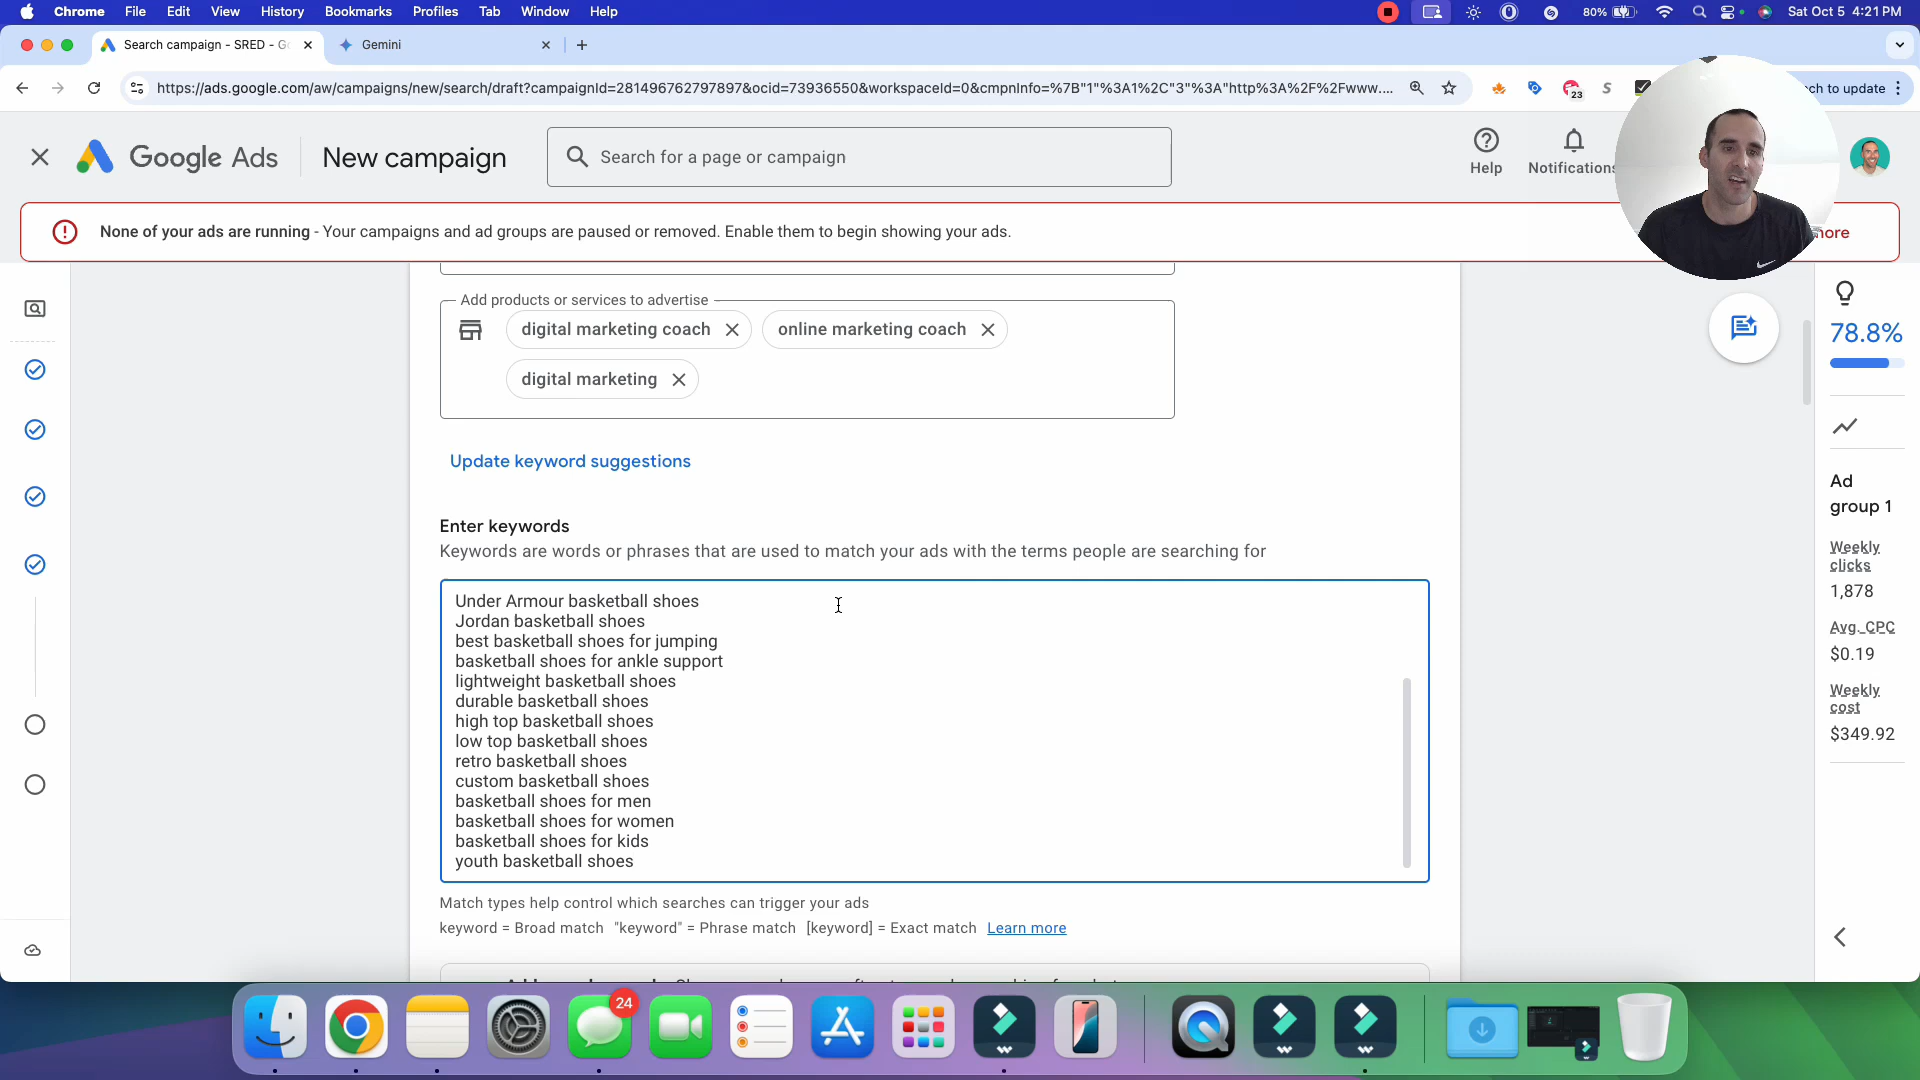 Chrome File Edit View History Bookmarks Profiles Tab Window Help 80% Sat Oct 5 4:21 PM
Search campaign - SRED - Go Gemini
https://ads.google.com/aw/campaigns/new/search/draft?campaignId=281496762797897&ocid=73936550&workspaceId=0&cmpnInfo=%7B"1"%3A1%2C"3"%3A"http%3A%2F%2Fwww.... 23 to update
Google Ads New campaign Search for a page or campaign Help Notifications
None of your ads are running - Your campaigns and ad groups are paused or removed. Enable them to begin showing your ads.
Add products or services to advertise
digital marketing coach online marketing coach
digital marketing
Update keyword suggestions
Enter keywords
Keywords are words or phrases that are used to match your ads with the terms people are searching for
Under Armour basketball shoes
Jordan basketball shoes
best basketball shoes for jumping
basketball shoes for ankle support
lightweight basketball shoes
durable basketball shoes
high top basketball shoes
low top basketball shoes
retro basketball shoes
custom basketball shoes
basketball shoes for men
basketball shoes for women
basketball shoes for kids
youth basketball shoes
Match types help control which searches can trigger your ads
keyword = Broad match "keyword" = Phrase match [keyword] = Exact match Learn more
78.8%
Ad
group 1
Weekly
clicks
1,878
Avg. CPC
$0.19
Weekly
cost
$349.92
24